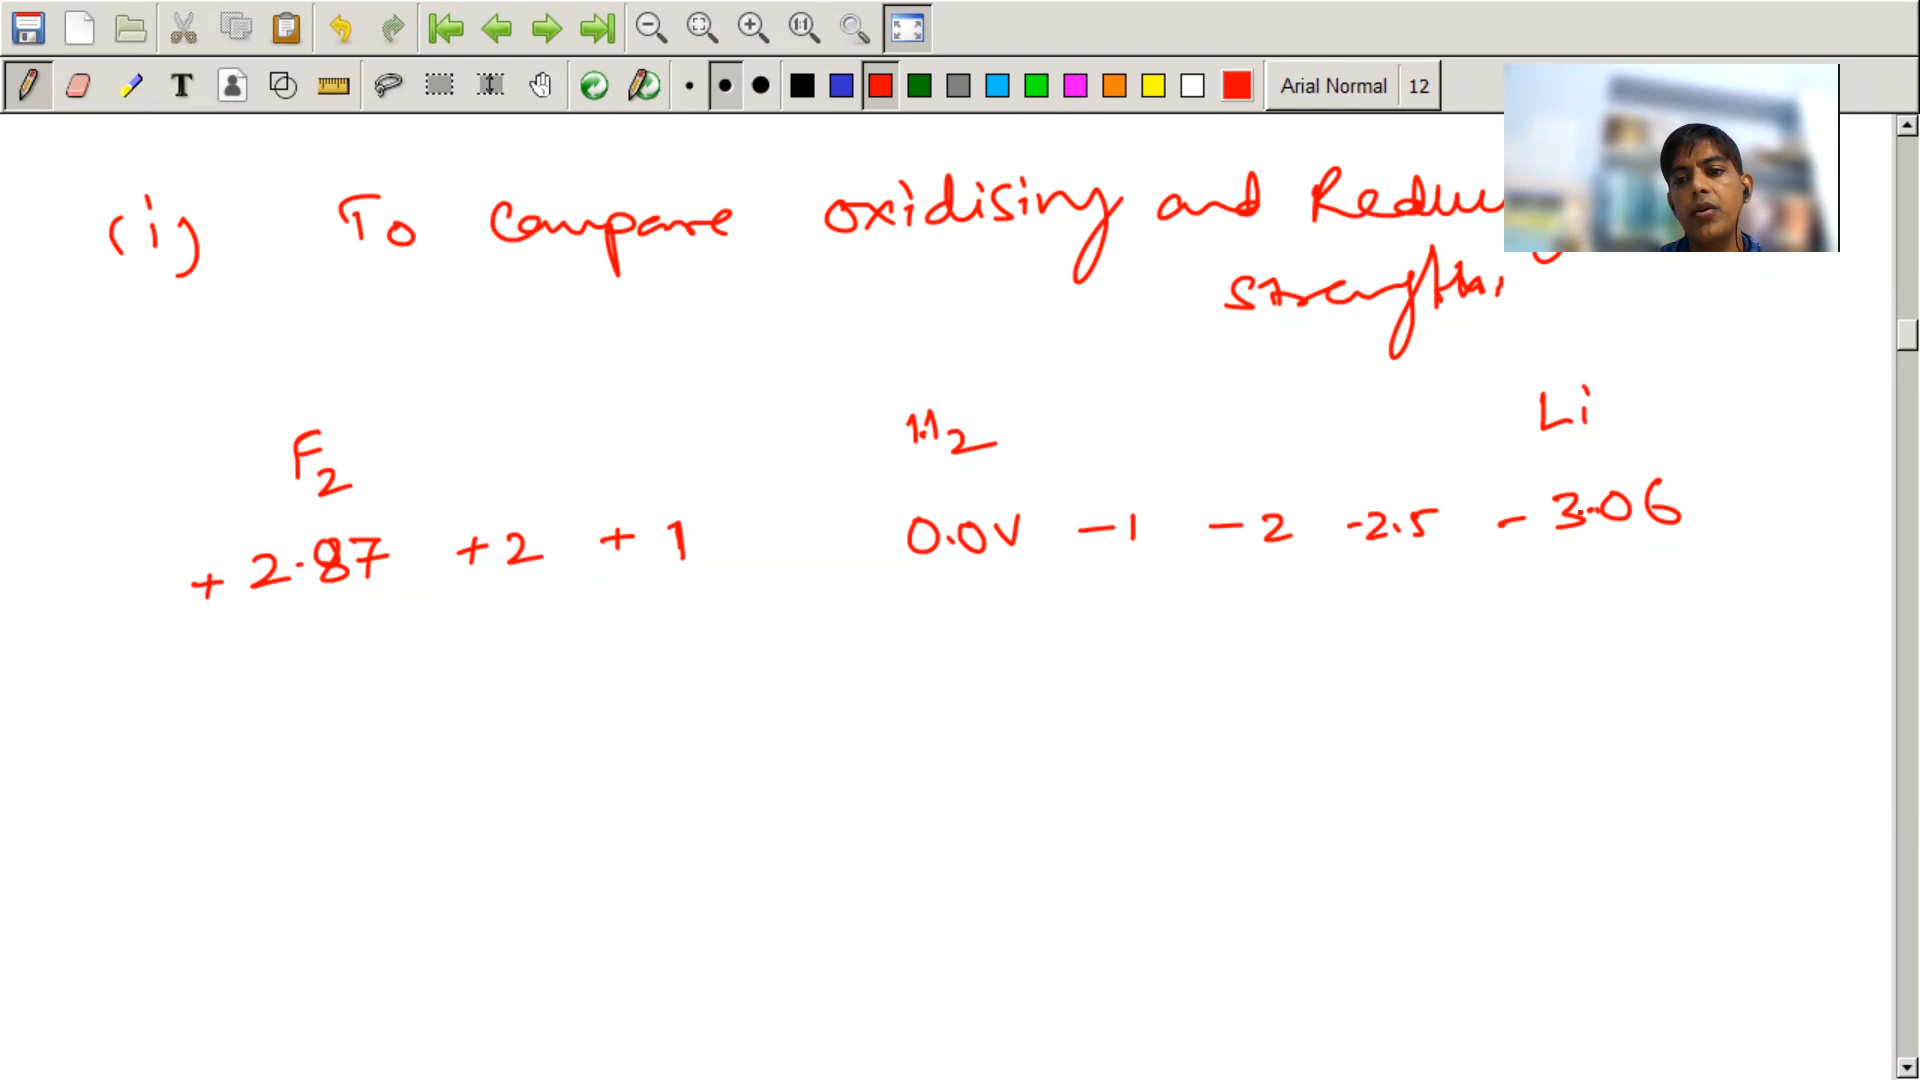 Arial Normal 12
(i) To compare oxidising and
strength.
F2 H2 Li
+2.87 +2 +1 0.0V -1 -2 -2.5 -3.06